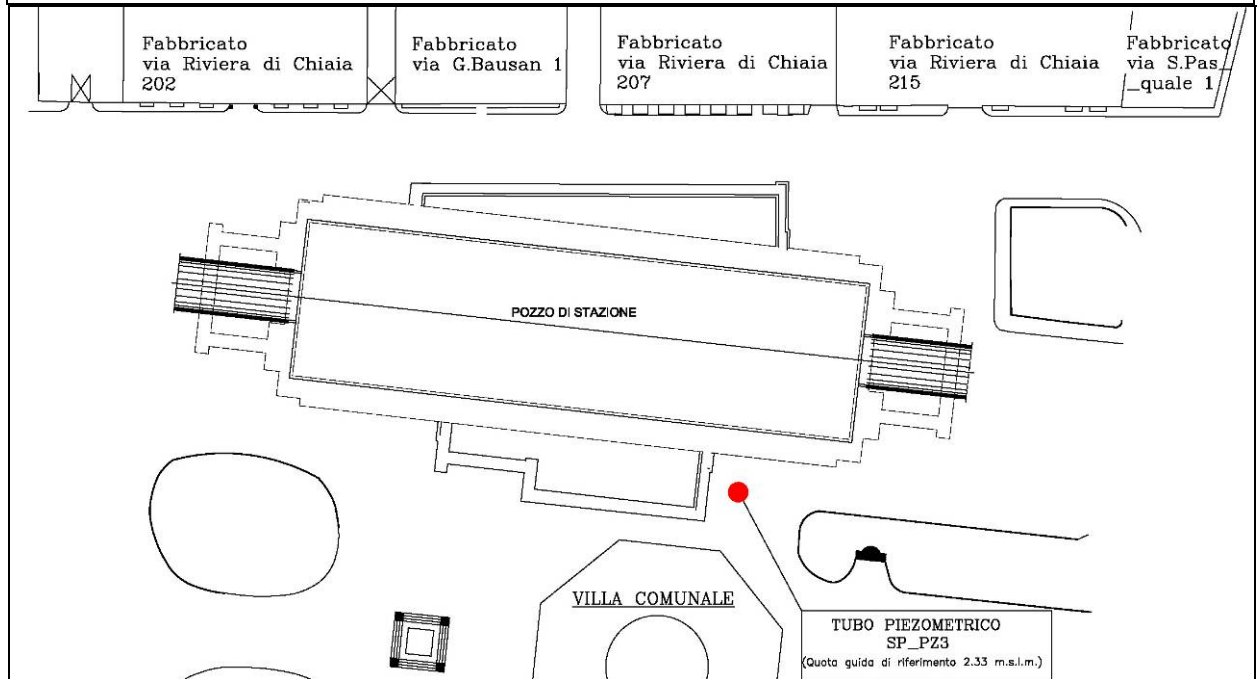 Fabbricato
via Riviera di Chiaia
202
Fabbricato
via G.Bausan 1
Fabbricato
via Riviera di Chiaia
207
Fabbricato
via Riviera di Chiaia
215
Fabbricato
via S.Pas_
_quale 1
POZZO DI STAZIONE
VILLA COMUNALE
TUBO PIEZOMETRICO
SP_PZ3
(Quota guida di riferimento 2.33 m.s.l.m.)